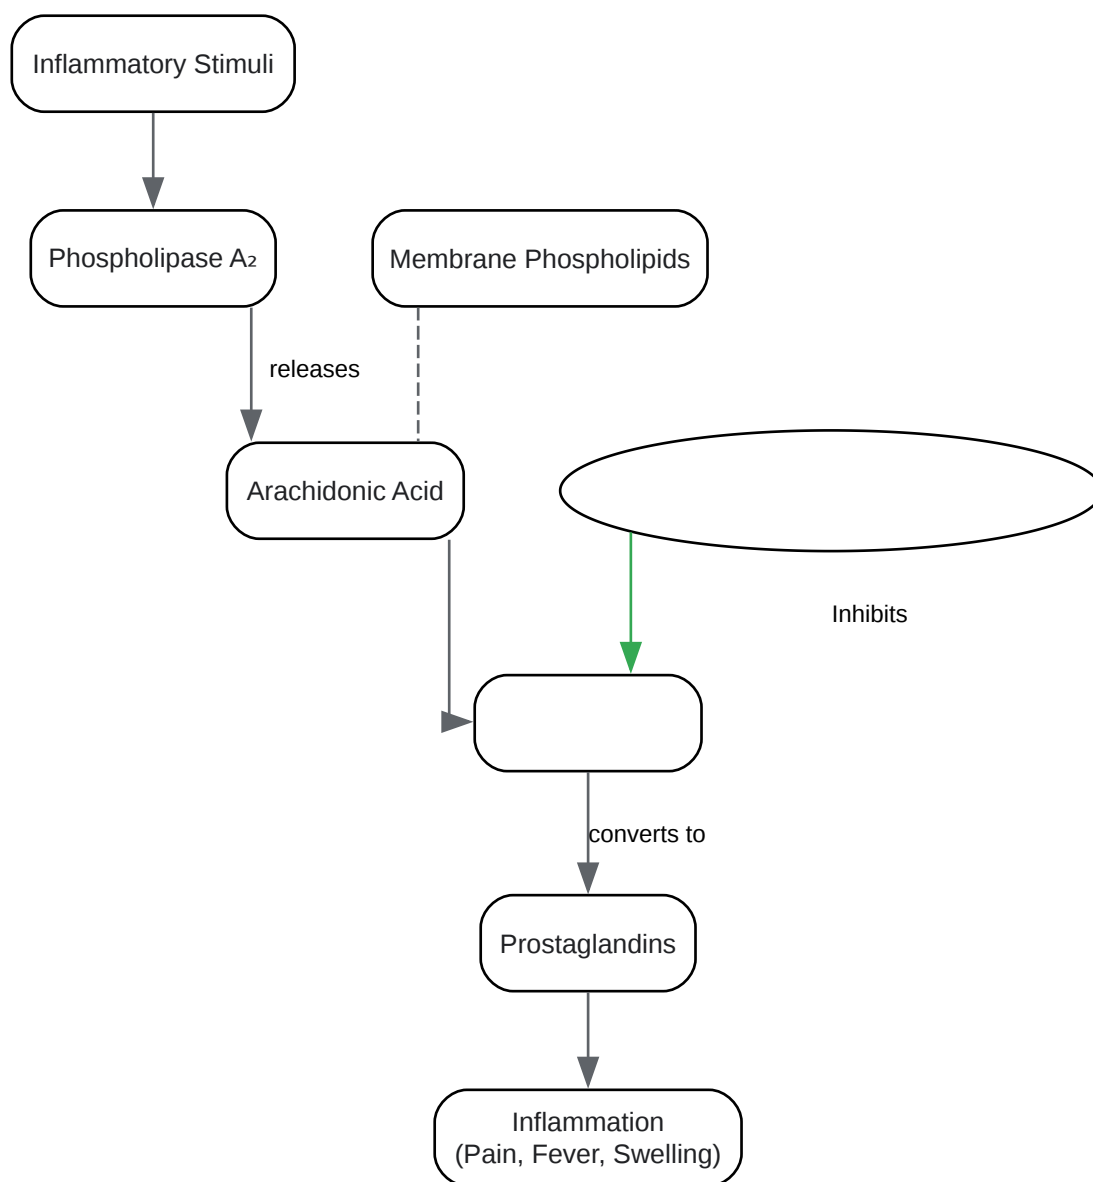 Inflammatory Stimuli
Phospholipase A₂
Membrane Phospholipids
releases
Arachidonic Acid
Inhibits
converts to
Prostaglandins
Inflammation
(Pain, Fever, Swelling)